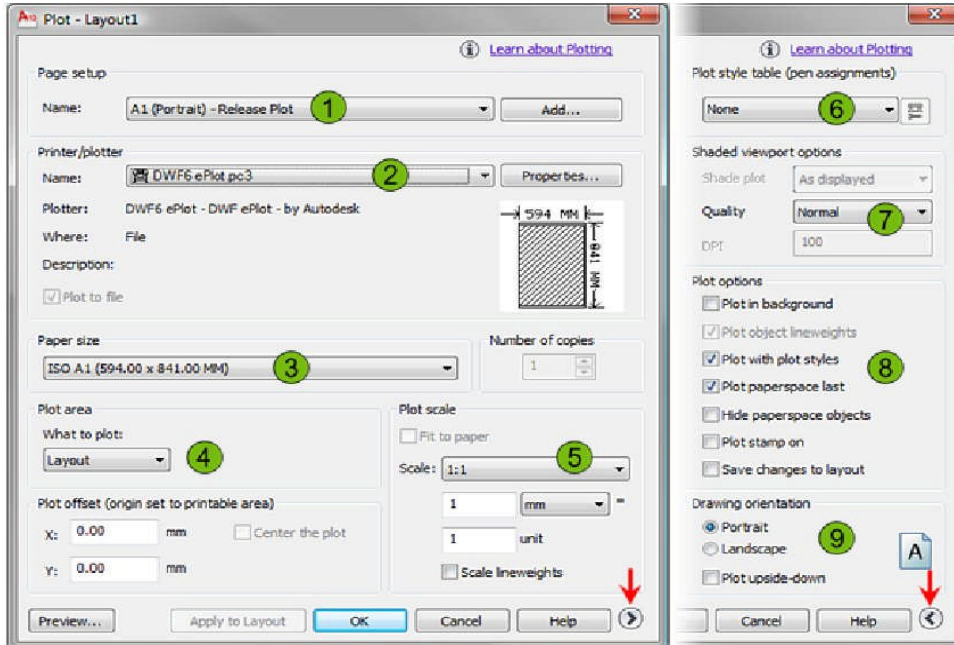 Plot - Layout1
Learn about Plotting
Page setup
Name: A1 (Portrait) - Release Plot 1 Add...
Printer/plotter
Name: DWF6 ePlot.pc3 2 Properties...
Plotter: DWF6 ePlot - DWF ePlot - by Autodesk
Where: File
Description:
Plot to file
594 MM
841 MM
Paper size
ISO A1 (594.00 x 841.00 MM) 3
Number of copies
1
Plot area
What to plot:
Layout 4
Plot scale
Fit to paper
Scale: 1:1 5
1 mm =
1 unit
Scale lineweights
Plot offset (origin set to printable area)
X: 0.00 mm Center the plot
Y: 0.00 mm
Preview... Apply to Layout OK Cancel Help
Learn about Plotting
Plot style table (pen assignments)
None 6
Shaded viewport options
Shade plot As displayed
Quality Normal 7
DPI 100
Plot options
Plot in background
Plot object lineweights
Plot with plot styles
8
Plot paperspace last
Hide paperspace objects
Plot stamp on
Save changes to layout
Drawing orientation
Portrait
Landscape
9
A
Plot upside-down
Cancel Help